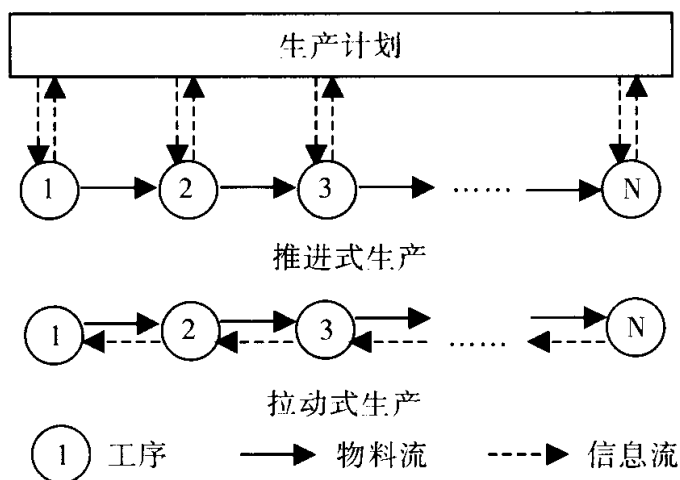 生产计划
1 2 3 …… N
推进式生产
1 2 3 …… N
拉动式生产
1 工序 物料流 信息流